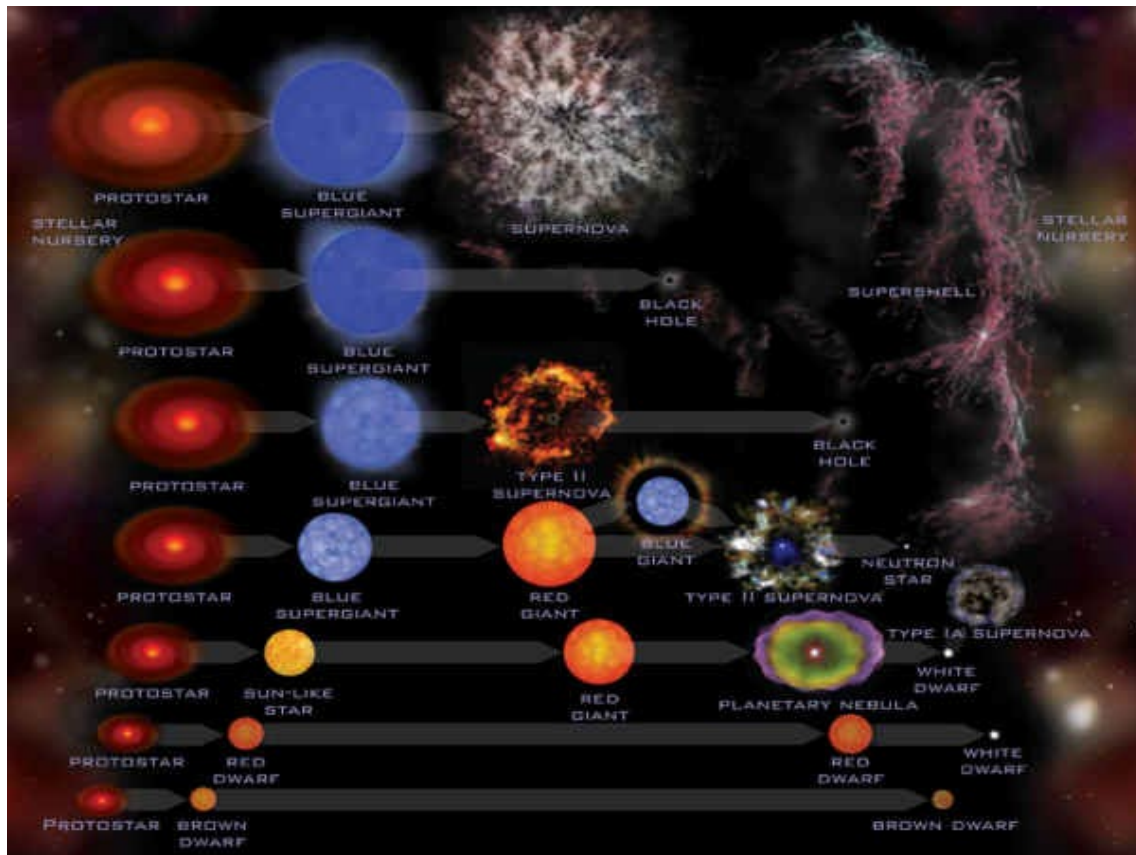 PROTOSTAR
BLUE
SUPERGIANT
SUPERNOVA
STELLAR
NURSERY
STELLAR
NURSERY
PROTOSTAR
BLUE
SUPERGIANT
BLACK
HOLE
SUPERSHELL
PROTOSTAR
BLUE
SUPERGIANT
TYPE II
SUPERNOVA
BLACK
HOLE
PROTOSTAR
BLUE
SUPERGIANT
RED
GIANT
BLUE
GIANT
TYPE II SUPERNOVA
NEUTRON
STAR
TYPE IA SUPERNOVA
PROTOSTAR
SUN-LIKE
STAR
RED
GIANT
PLANETARY NEBULA
WHITE
DWARF
PROTOSTAR
RED
DWARF
RED
DWARF
WHITE
DWARF
PROTOSTAR
BROWN
DWARF
BROWN DWARF